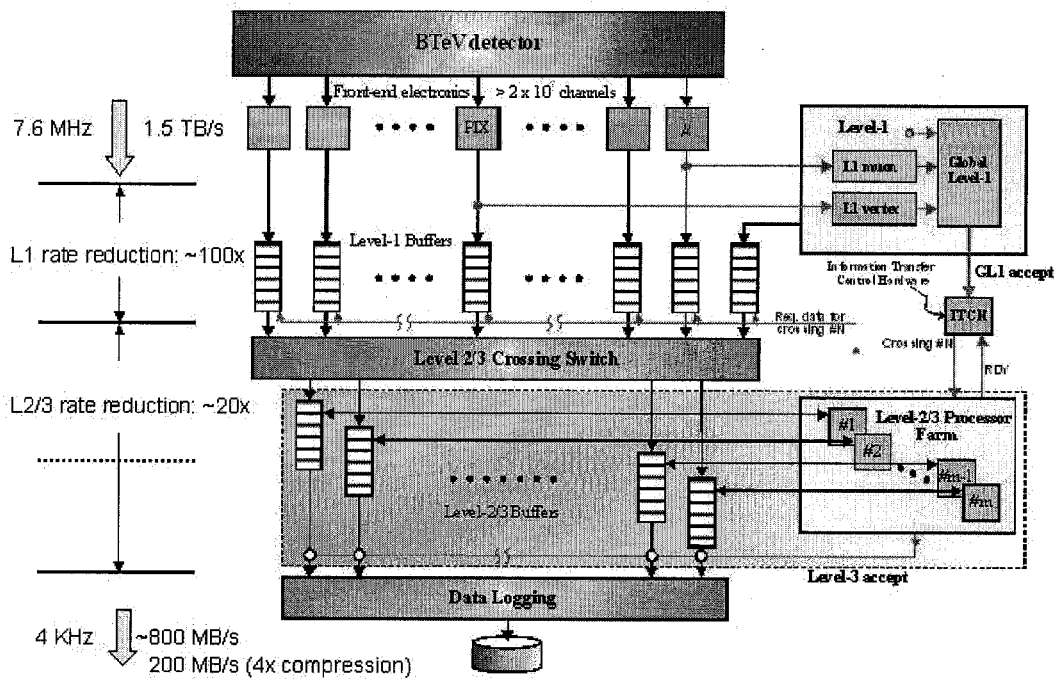 BTeV detector
Front-end electronics > 2 x 10⁷ channels
7.6 MHz 1.5 TB/s
PIX
μ
Level-1
L1 muon
L1 vertex
Global
Level-1
L1 rate reduction: ~100x
Level-1 Buffers
GL1 accept
Information Transfer
Control Hardware
ITCH
Req. data for
crossing #N
Crossing #N
RDY
Level 2/3 Crossing Switch
L2/3 rate reduction: ~20x
Level-2/3 Processor
Farm
#1
#2
#m-1
#m
Level-2/3 Buffers
Level-3 accept
Data Logging
4 KHz ~800 MB/s
200 MB/s (4x compression)